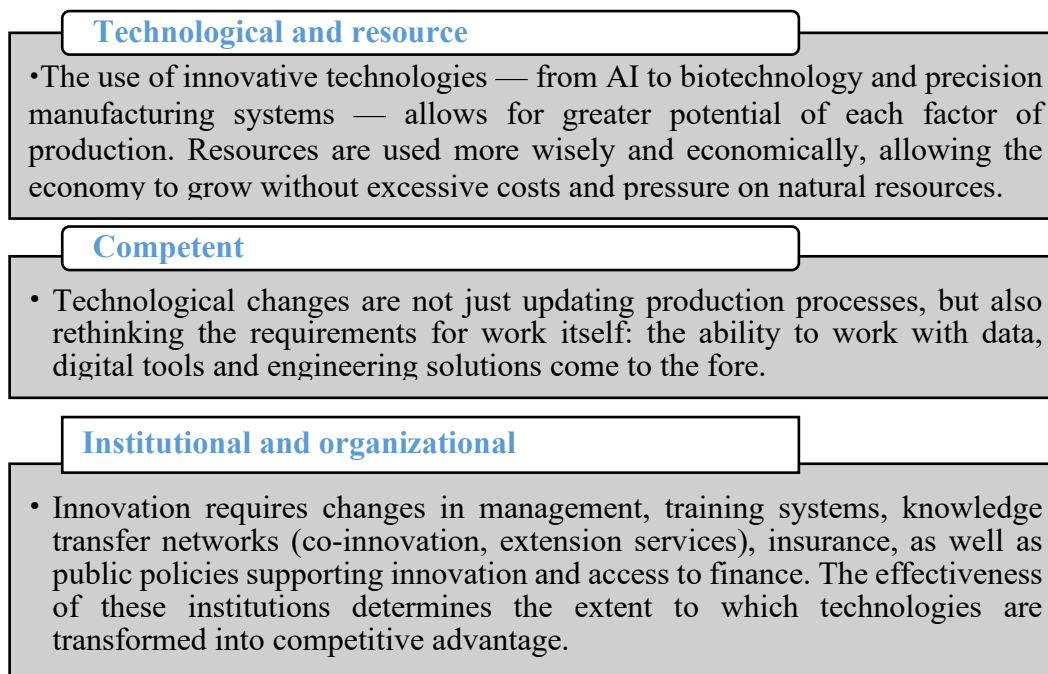 Technological and resource
•The use of innovative technologies — from AI to biotechnology and precision
manufacturing systems — allows for greater potential of each factor of
production. Resources are used more wisely and economically, allowing the
economy to grow without excessive costs and pressure on natural resources.
Competent
• Technological changes are not just updating production processes, but also
rethinking the requirements for work itself: the ability to work with data,
digital tools and engineering solutions come to the fore.
Institutional and organizational
• Innovation requires changes in management, training systems, knowledge
transfer networks (co-innovation, extension services), insurance, as well as
public policies supporting innovation and access to finance. The effectiveness
of these institutions determines the extent to which technologies are
transformed into competitive advantage.